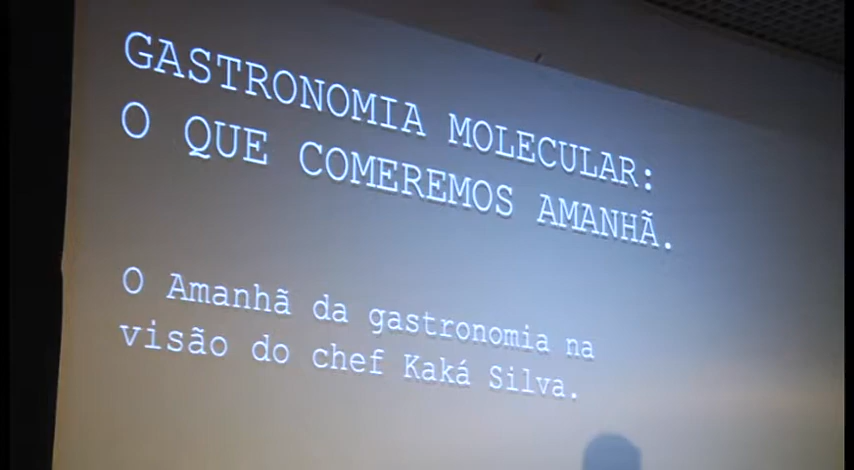 GASTRONOMIA MOLECULAR:
O QUE COMEREMOS AMANHÃ.
O Amanhã da gastronomia na
visão do chef Kaká Silva.